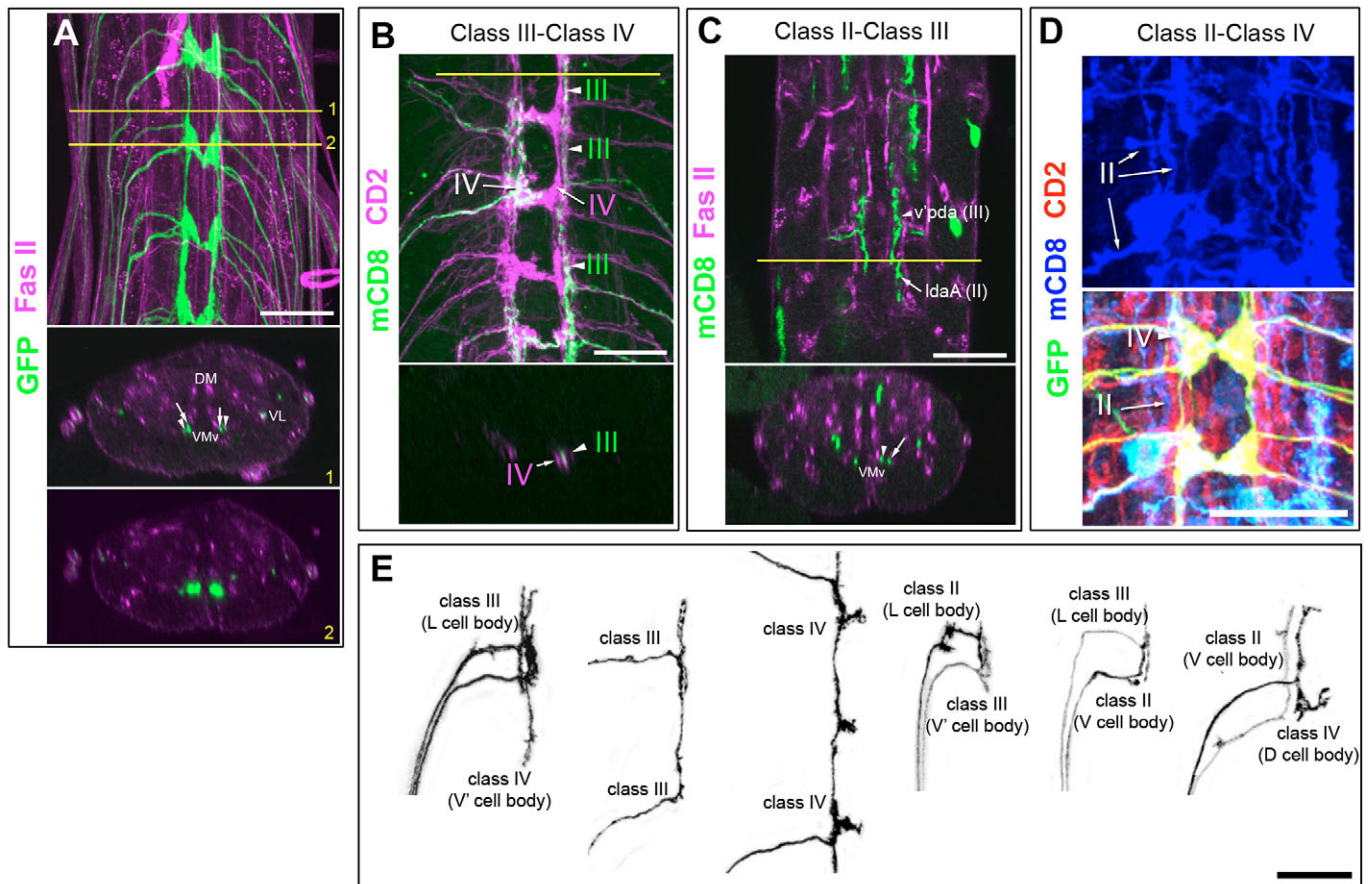 A
GFP Fas II
1
2
DM
VL
VMv
1
2
B
Class III-Class IV
mCD8 CD2
III
III
IV
IV
III
III
IV
C
Class II-Class III
mCD8 Fas II
v'pda (III)
ldaA (II)
VMv
D
Class II-Class IV
GFP mCD8 CD2
II
IV
II
E
class III
(L cell body)
class IV
(V' cell body)
class III
class III
class IV
class IV
class II
(L cell body)
class III
(V' cell body)
class III
(L cell body)
class II
(V cell body)
class II
(V cell body)
class IV
(D cell body)